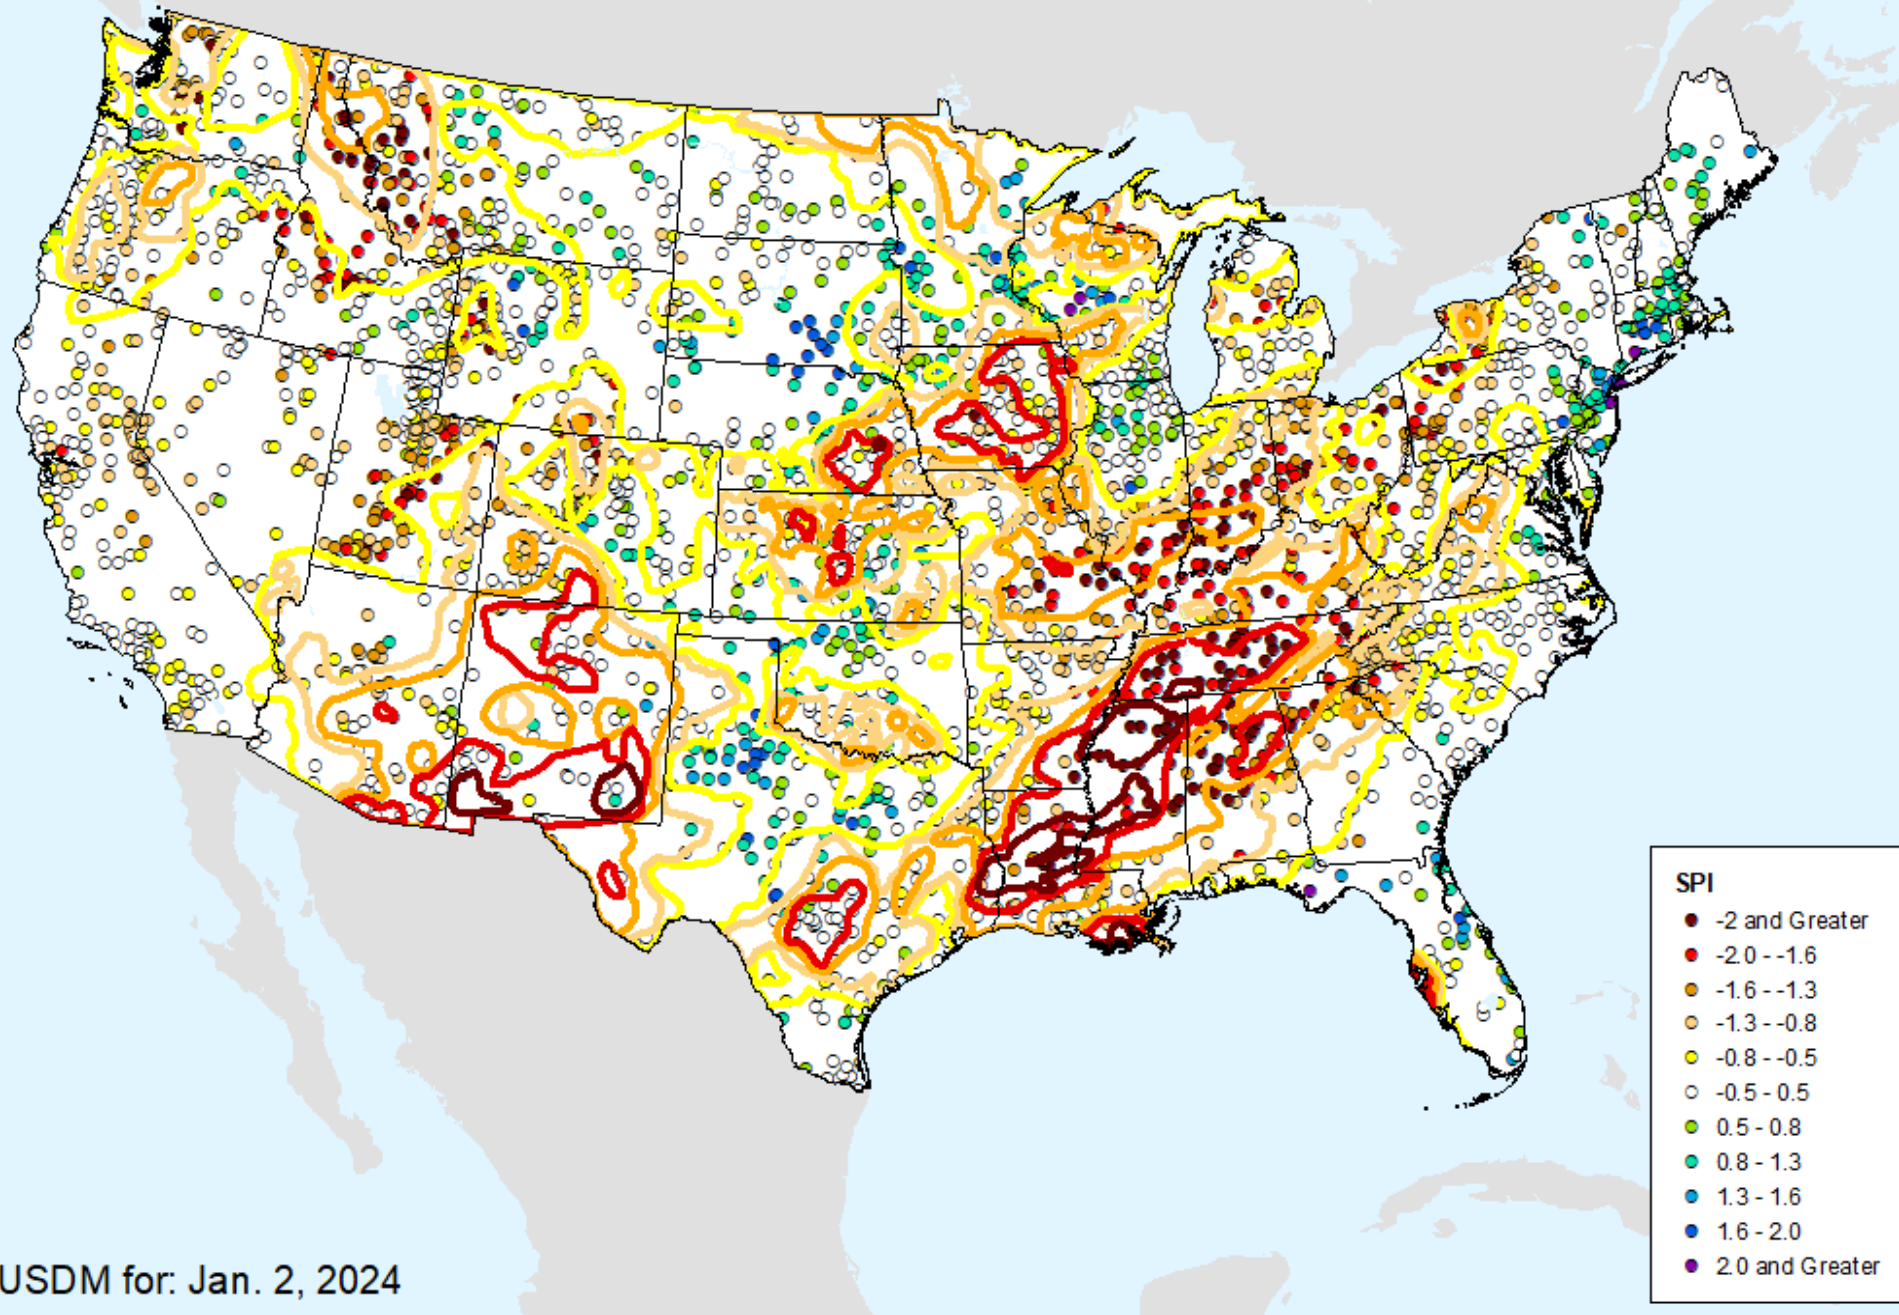 SPI
-2 and Greater
-2.0 - -1.6
-1.6 - -1.3
-1.3 - -0.8
-0.8 - -0.5
-0.5 - 0.5
0.5 - 0.8
0.8 - 1.3
1.3 - 1.6
1.6 - 2.0
2.0 and Greater
USDM for: Jan. 2, 2024